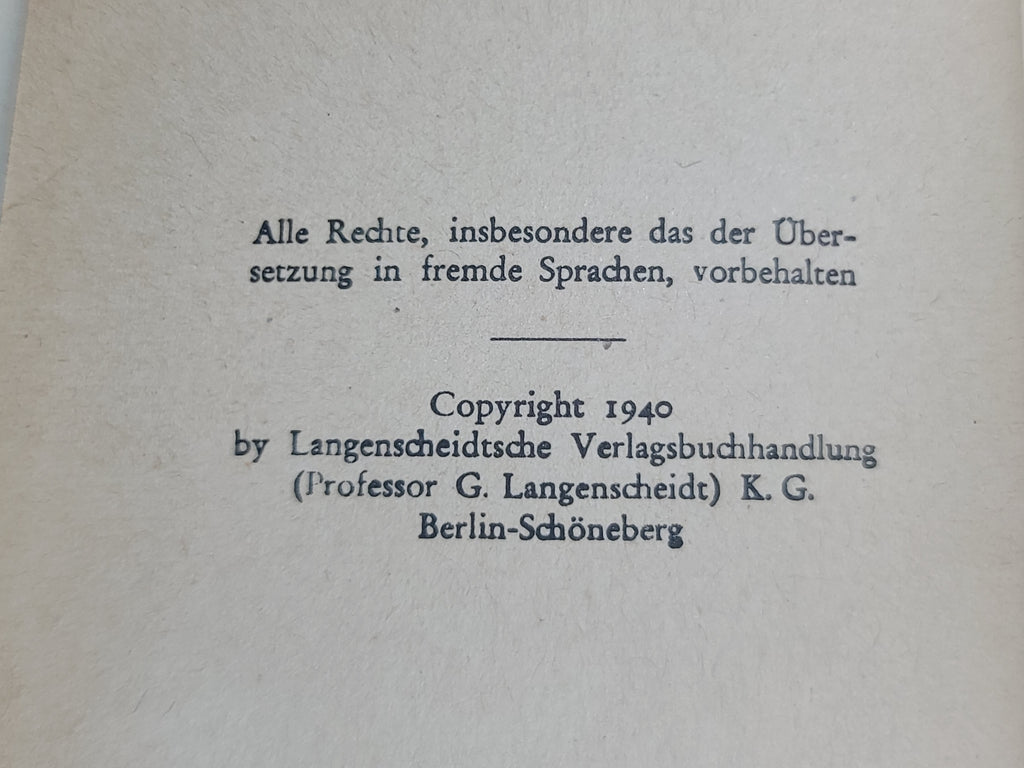 Alle Rechte, insbesondere das der Über-
setzung in fremde Sprachen, vorbehalten
Copyright 1940
by Langenscheidtsche Verlagsbuchhandlung
(Professor G. Langenscheidt) K. G.
Berlin-Schöneberg